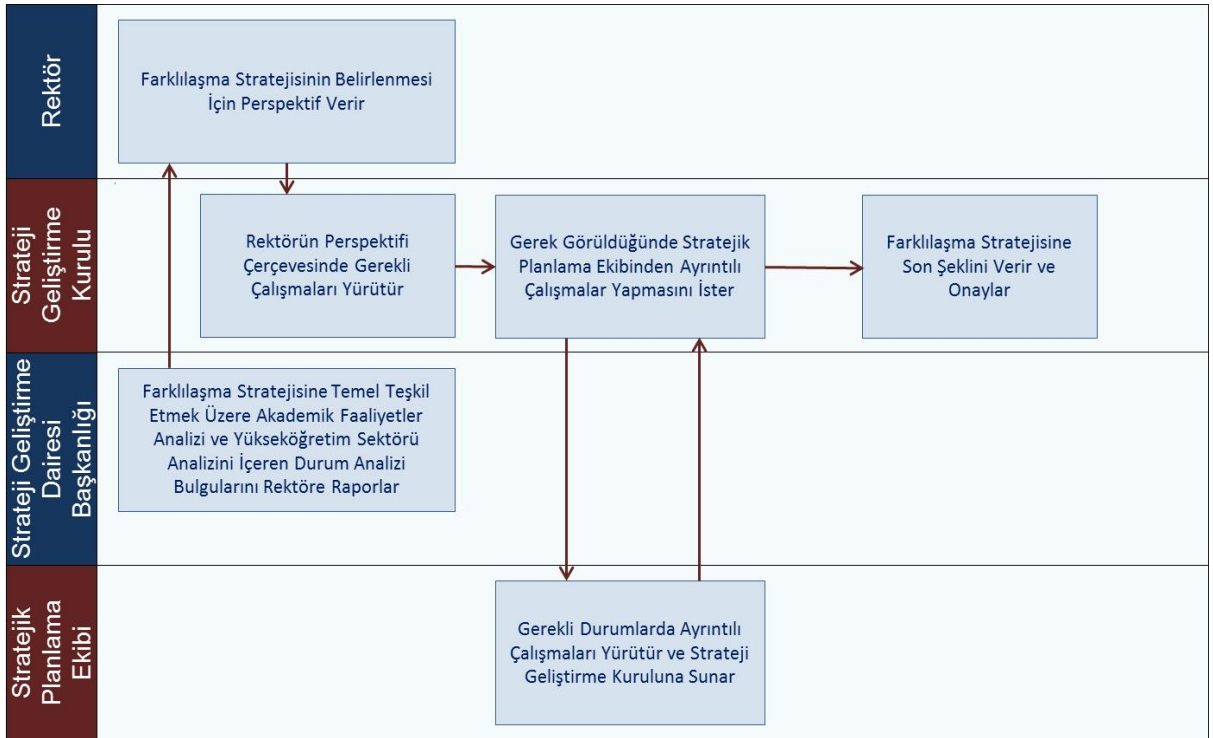 Rektör
Farklılaşma Stratejisinin Belirlenmesi
İçin Perspektif Verir
Strateji
Geliştirme
Kurulu
Rektörün Perspektifi
Çerçevesinde Gerekli
Çalışmaları Yürütür
Gerek Görüldüğünde Stratejik
Planlama Ekibinden Ayrıntılı
Çalışmalar Yapmasını İster
Farklılaşma Stratejisine
Son Şeklini Verir ve
Onaylar
Strateji Geliştirme
Dairesi
Başkanlığı
Farklılaşma Stratejisine Temel Teşkil
Etmek Üzere Akademik Faaliyetler
Analizi ve Yükseköğretim Sektörü
Analizini İçeren Durum Analizi
Bulgularını Rektöre Raporlar
Stratejik
Planlama
Ekibi
Gerekli Durumlarda Ayrıntılı
Çalışmaları Yürütür ve Strateji
Geliştirme Kuruluna Sunar